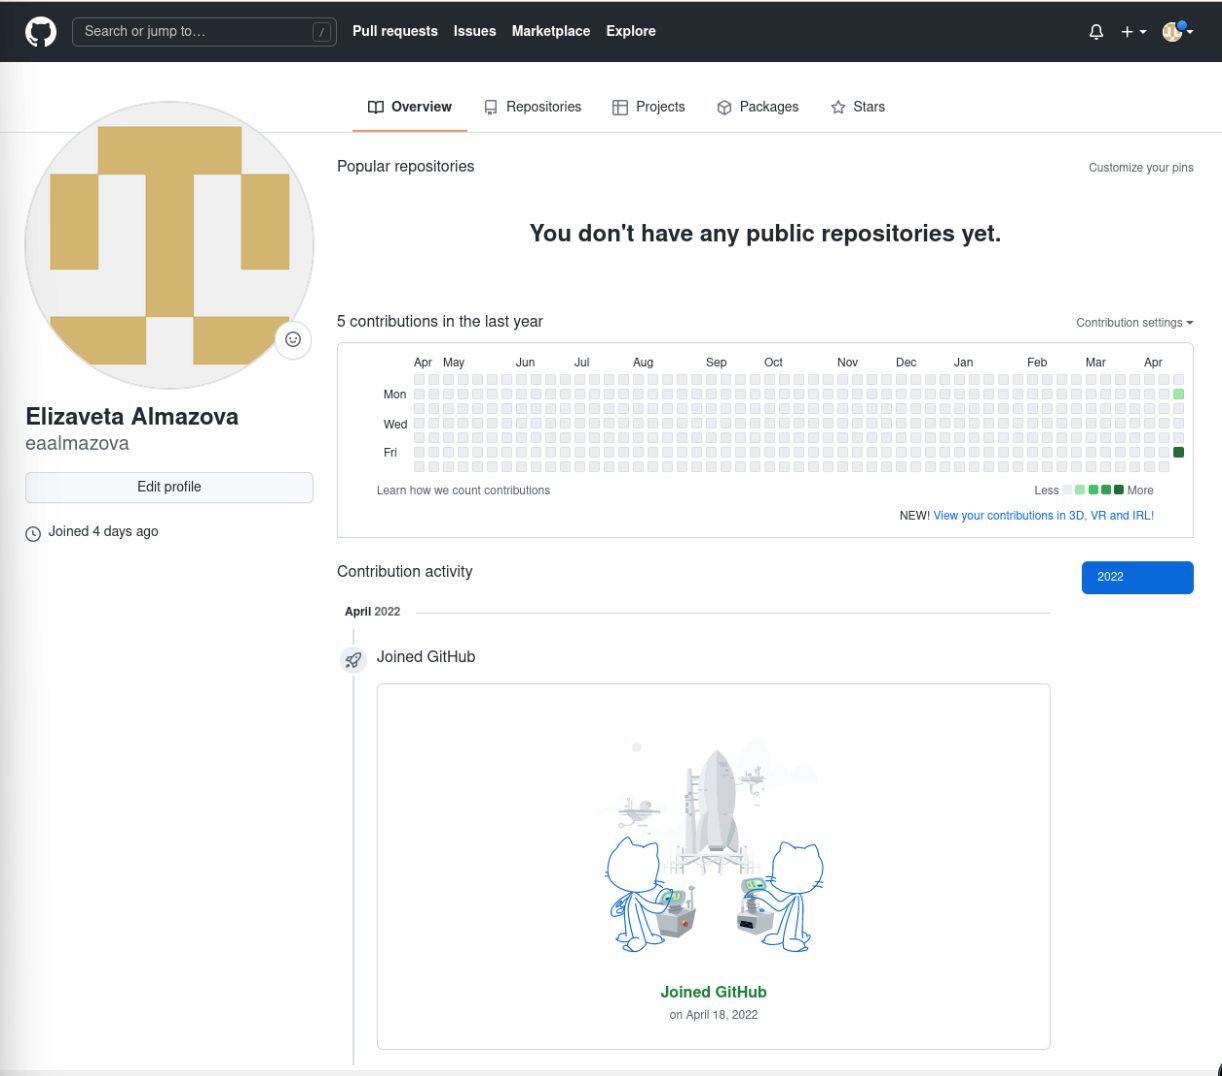 Search or jump to… / Pull requests Issues Marketplace Explore
Overview Repositories Projects Packages Stars
Popular repositories Customize your pins
You don't have any public repositories yet.
5 contributions in the last year Contribution settings
Apr May Jun Jul Aug Sep Oct Nov Dec Jan Feb Mar Apr
Mon
Wed
Fri
Learn how we count contributions Less More
NEW! View your contributions in 3D, VR and IRL!
Elizaveta Almazova
eaalmazova
Edit profile
Joined 4 days ago
Contribution activity 2022
April 2022
Joined GitHub
Joined GitHub
on April 18, 2022